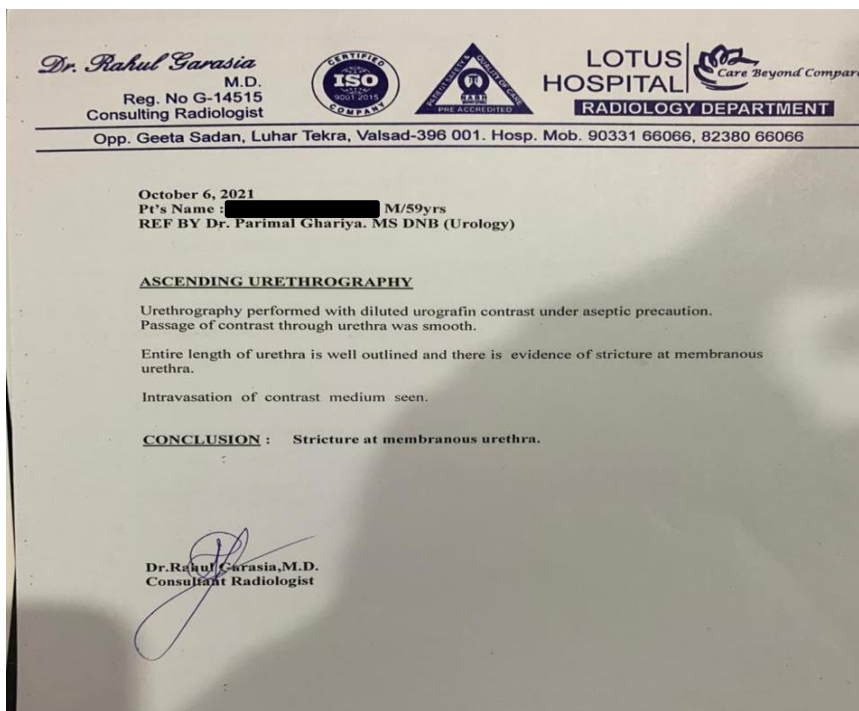 Dr. Rahul Garasia
M.D.
Reg. No G-14515
Consulting Radiologist
CERTIFIED
ISO
9001:2015
COMPANY
PATIENT SAFETY & QUALITY OF CARE
N.A.B.H
PRE ACCREDITED
LOTUS
HOSPITAL
Care Beyond Compare
RADIOLOGY DEPARTMENT
Opp. Geeta Sadan, Luhar Tekra, Valsad-396 001. Hosp. Mob. 90331 66066, 82380 66066
October 6, 2021
Pt's Name : M/59yrs
REF BY Dr. Parimal Ghariya. MS DNB (Urology)
ASCENDING URETHROGRAPHY
Urethrography performed with diluted urografin contrast under aseptic precaution.
Passage of contrast through urethra was smooth.
Entire length of urethra is well outlined and there is evidence of stricture at membranous
urethra.
Intravasation of contrast medium seen.
CONCLUSION : Stricture at membranous urethra.
Dr.Rahul Garasia,M.D.
Consultant Radiologist